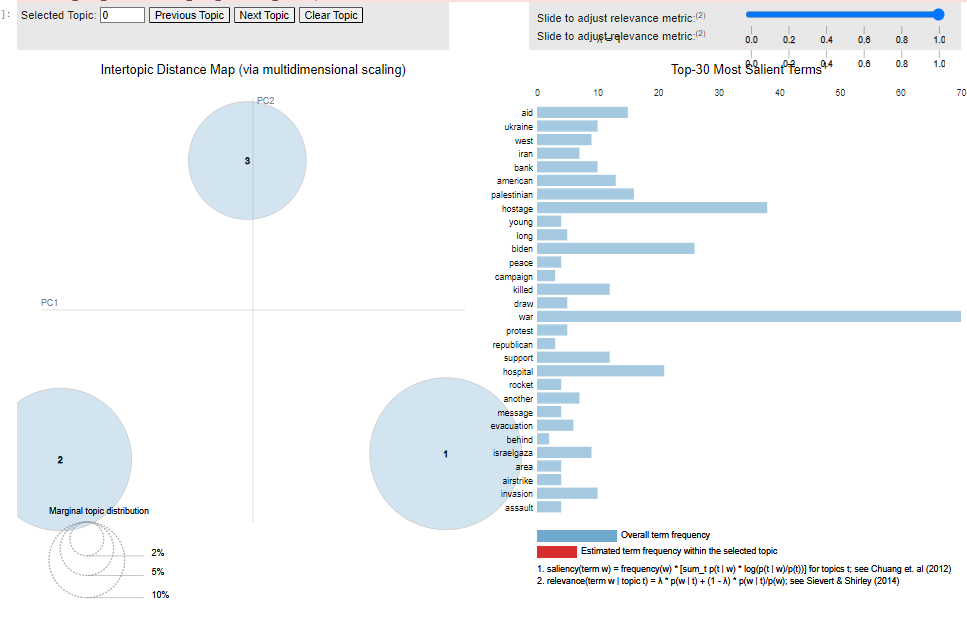 ]: Selected Topic: 0 Previous Topic Next Topic Clear Topic
Slide to adjust relevance metric:(2)
0.0 0.2 0.4 0.6 0.8 1.0
Slide to adjust relevance metric:(2)
0.0 0.2 0.4 0.6 0.8 1.0
Intertopic Distance Map (via multidimensional scaling)
PC2
PC1
3
2
1
Marginal topic distribution
2%
5%
10%
Top-30 Most Salient Terms
0 10 20 30 40 50 60 70
aid
ukraine
west
iran
bank
american
palestinian
hostage
young
long
biden
peace
campaign
killed
draw
war
protest
republican
support
hospital
rocket
another
message
evacuation
behind
israelgaza
area
airstrike
invasion
assault
Overall term frequency
Estimated term frequency within the selected topic
1. saliency(term w) = frequency(w) * [sum_t p(t | w) * log(p(t | w)/p(t))] for topics t; see Chuang et. al (2012)
2. relevance(term w | topic t) = λ * p(w | t) + (1 - λ) * p(w | t)/p(w); see Sievert & Shirley (2014)